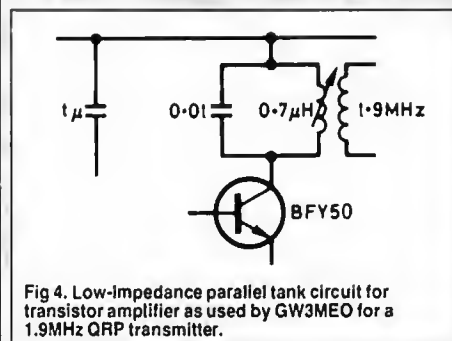 1μ
0·01
0·7μH
1·9MHz
BFY50
Fig 4. Low-impedance parallel tank circuit for
transistor amplifier as used by GW3MEO for a
1.9MHz QRP transmitter.